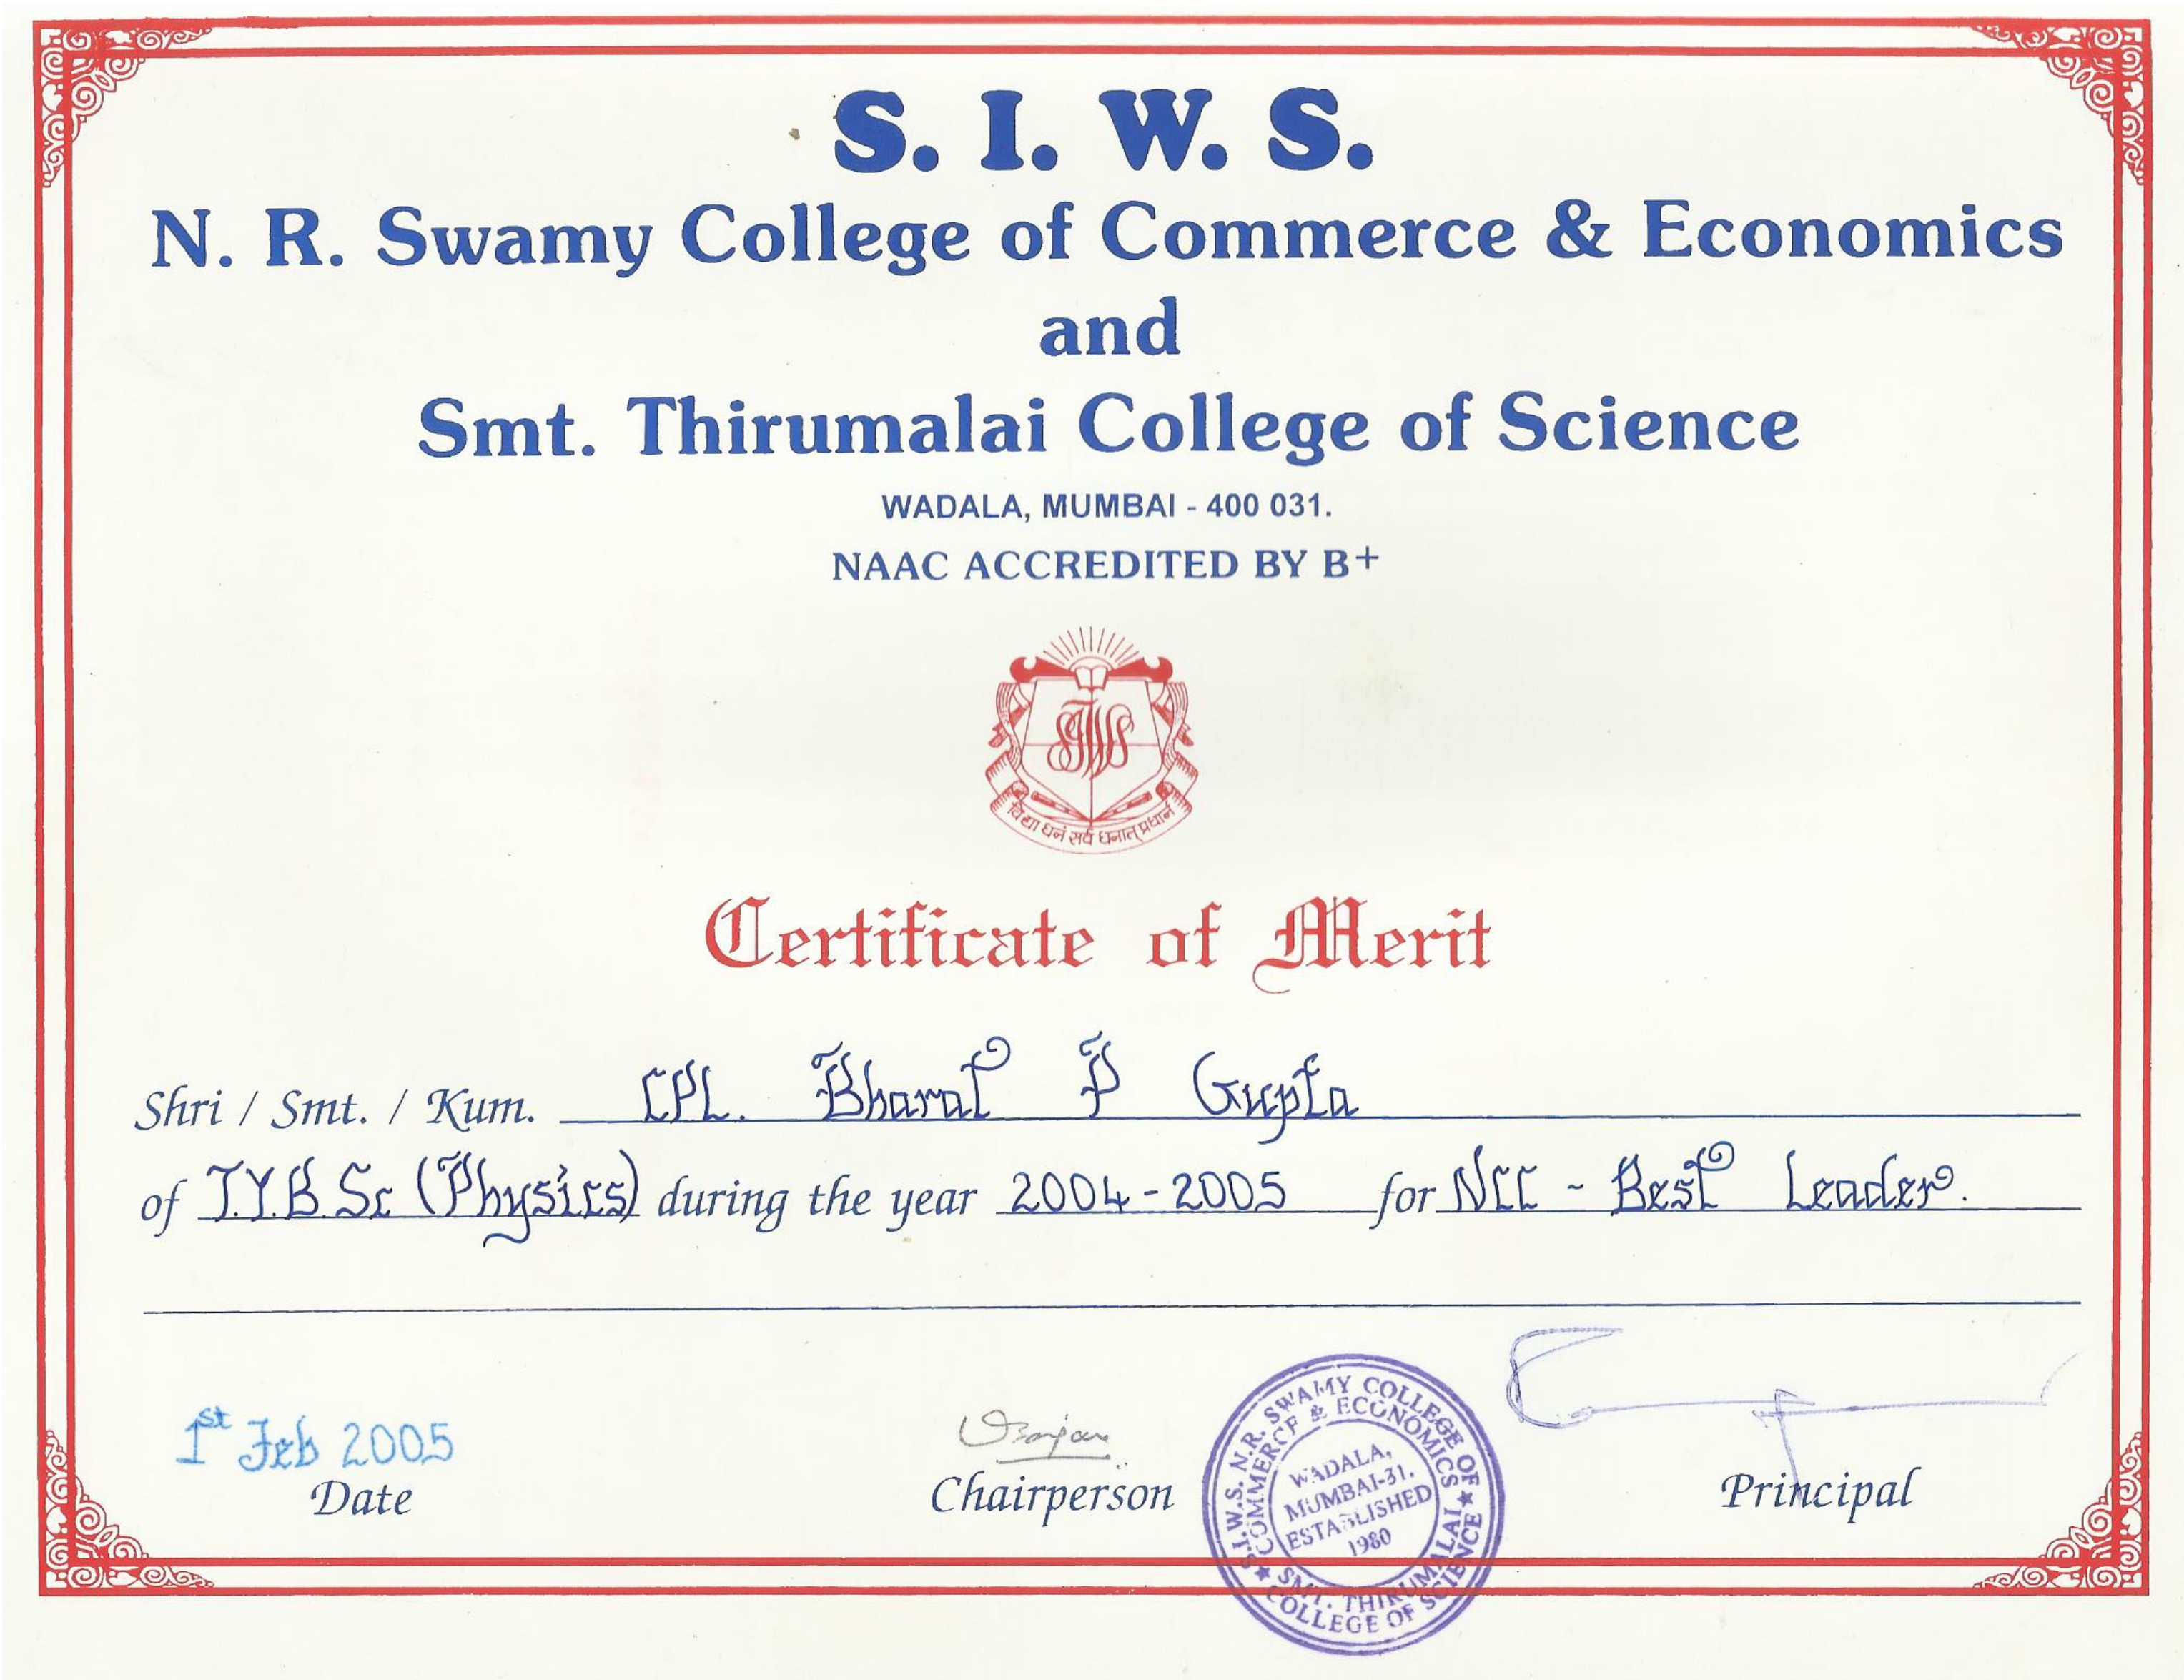 S. I. W. S.
N. R. Swamy College of Commerce & Economics
and
Smt. Thirumalai College of Science
WADALA, MUMBAI - 400 031.
NAAC ACCREDITED BY B+
SIWS
विद्या धनं सर्व धनात् प्रधानं
Certificate of Merit
Shri / Smt. / Kum. CPL. Bharat P Gupta
of T.Y.B.Sc (Physics) during the year 2004-2005 for NCC - Best Leader.
1st Feb 2005
Date
Chairperson
Principal
S.I.W.S. N.R. SWAMY COLLEGE OF
COMMERCE & ECONOMICS
WADALA,
MUMBAI-31.
ESTABLISHED
1980
SMT. THIRUMALAI
COLLEGE OF SCIENCE